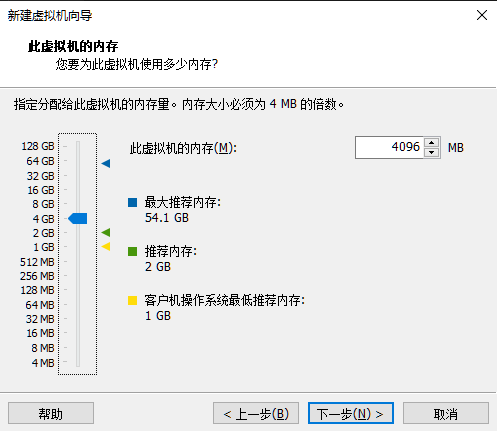 新建虚拟机向导
此虚拟机的内存
您要为此虚拟机使用多少内存?
指定分配给此虚拟机的内存量。内存大小必须为 4 MB 的倍数。
128 GB
64 GB
32 GB
16 GB
8 GB
4 GB
2 GB
1 GB
512 MB
256 MB
128 MB
64 MB
32 MB
16 MB
8 MB
4 MB
此虚拟机的内存(M):
4096 MB
最大推荐内存:
54.1 GB
推荐内存:
2 GB
客户机操作系统最低推荐内存:
1 GB
帮助
< 上一步(B)
下一步(N) >
取消